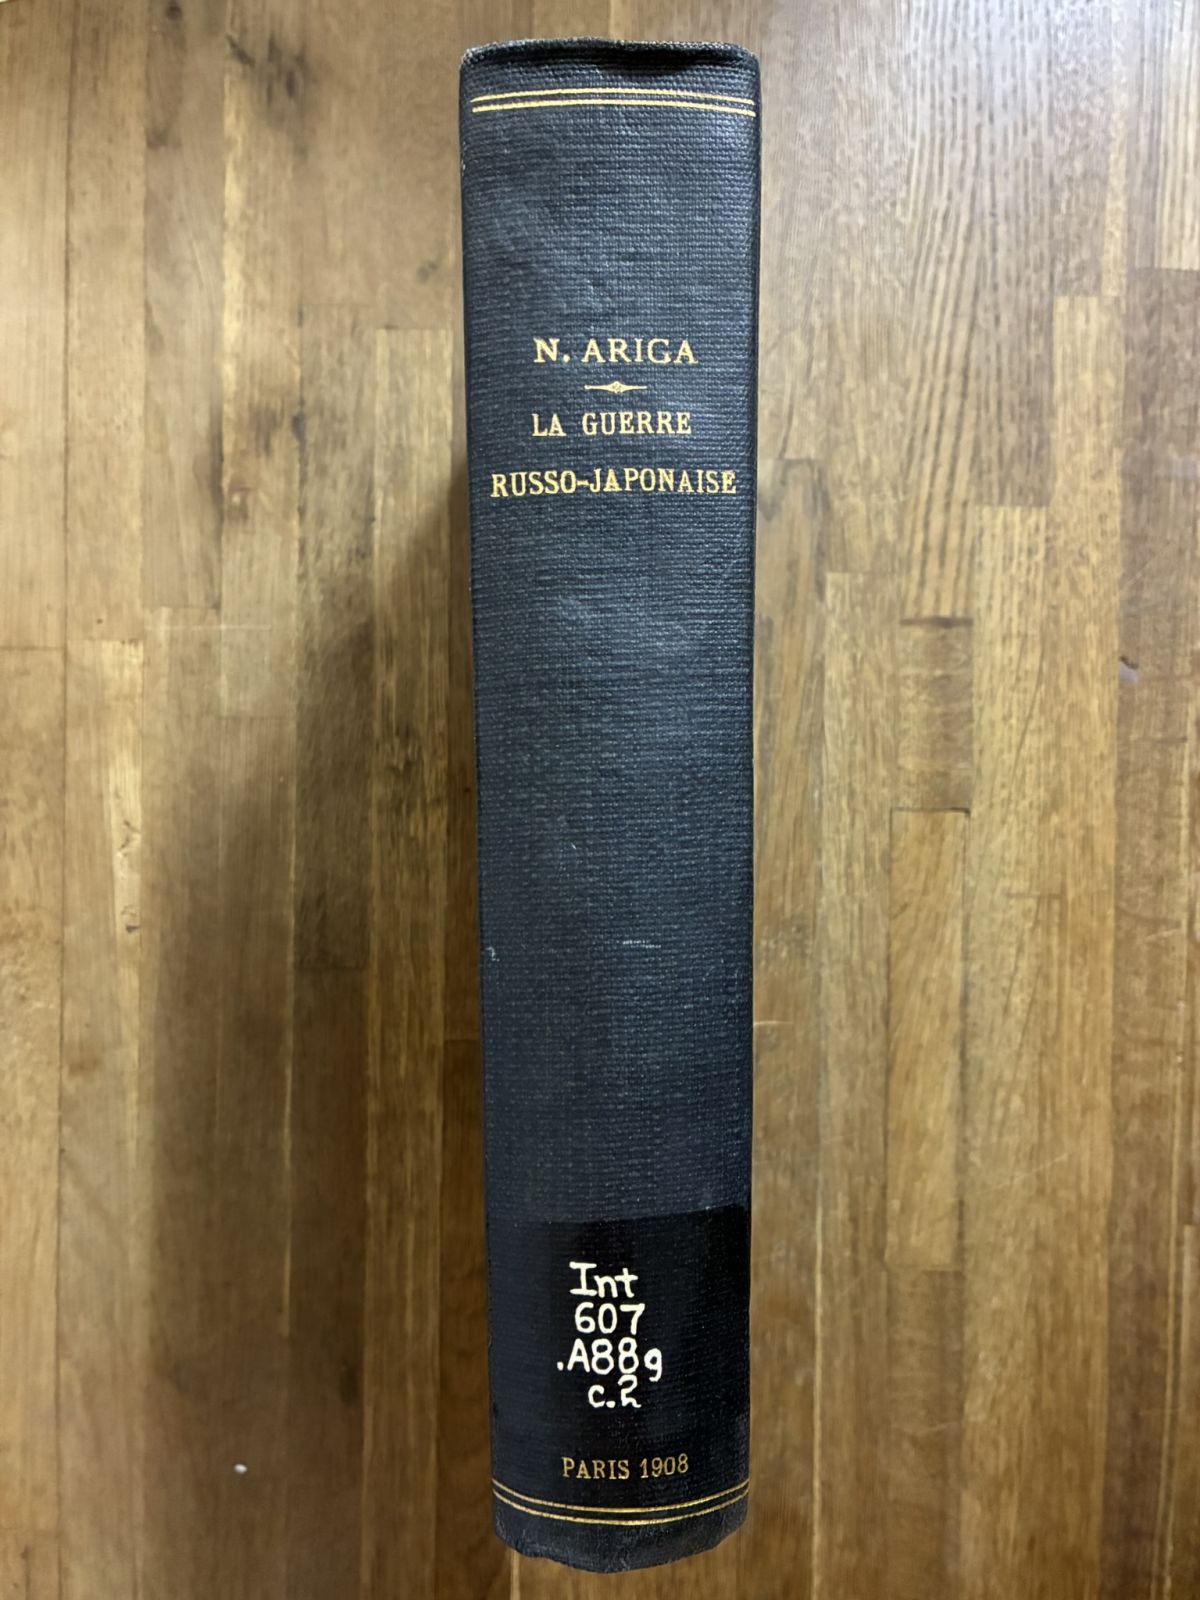 N. ARIGA
LA GUERRE
RUSSO-JAPONAISE
Int
607
.A88g
c.2
PARIS 1908